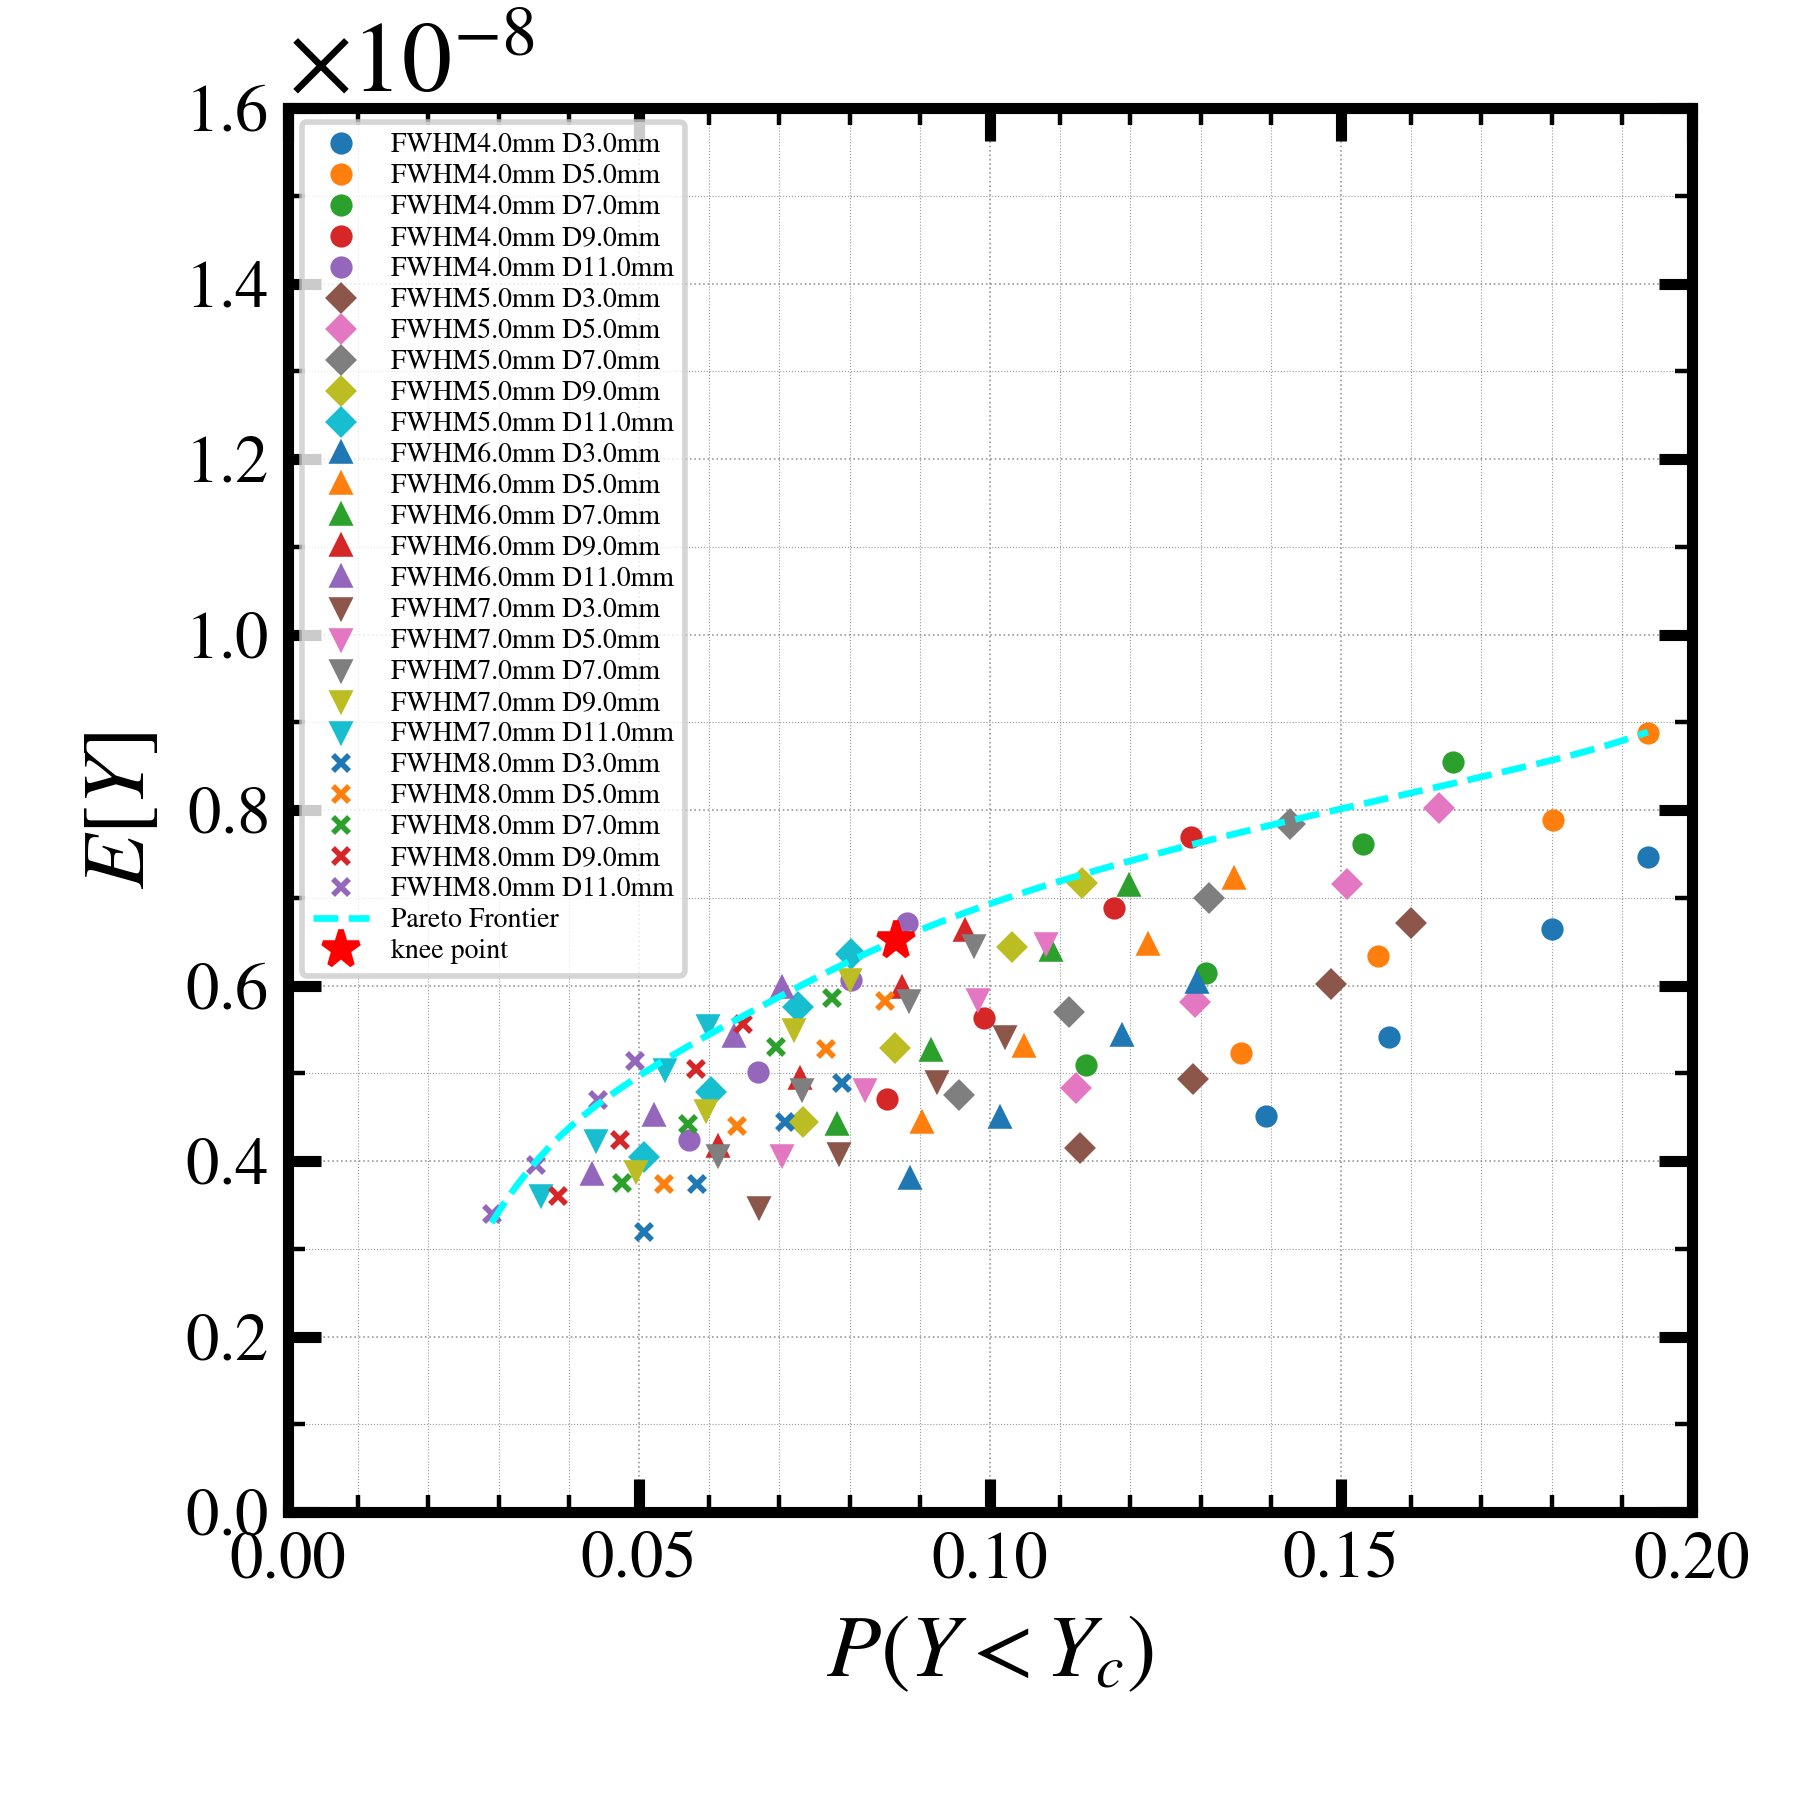 ×10⁻⁸
1.6
1.4
1.2
1.0
0.8
0.6
0.4
0.2
0.0
E[Y]
FWHM4.0mm D3.0mm
FWHM4.0mm D5.0mm
FWHM4.0mm D7.0mm
FWHM4.0mm D9.0mm
FWHM4.0mm D11.0mm
FWHM5.0mm D3.0mm
FWHM5.0mm D5.0mm
FWHM5.0mm D7.0mm
FWHM5.0mm D9.0mm
FWHM5.0mm D11.0mm
FWHM6.0mm D3.0mm
FWHM6.0mm D5.0mm
FWHM6.0mm D7.0mm
FWHM6.0mm D9.0mm
FWHM6.0mm D11.0mm
FWHM7.0mm D3.0mm
FWHM7.0mm D5.0mm
FWHM7.0mm D7.0mm
FWHM7.0mm D9.0mm
FWHM7.0mm D11.0mm
FWHM8.0mm D3.0mm
FWHM8.0mm D5.0mm
FWHM8.0mm D7.0mm
FWHM8.0mm D9.0mm
FWHM8.0mm D11.0mm
Pareto Frontier
knee point
0.00 0.05 0.10 0.15 0.20
P(Y < Y_c)